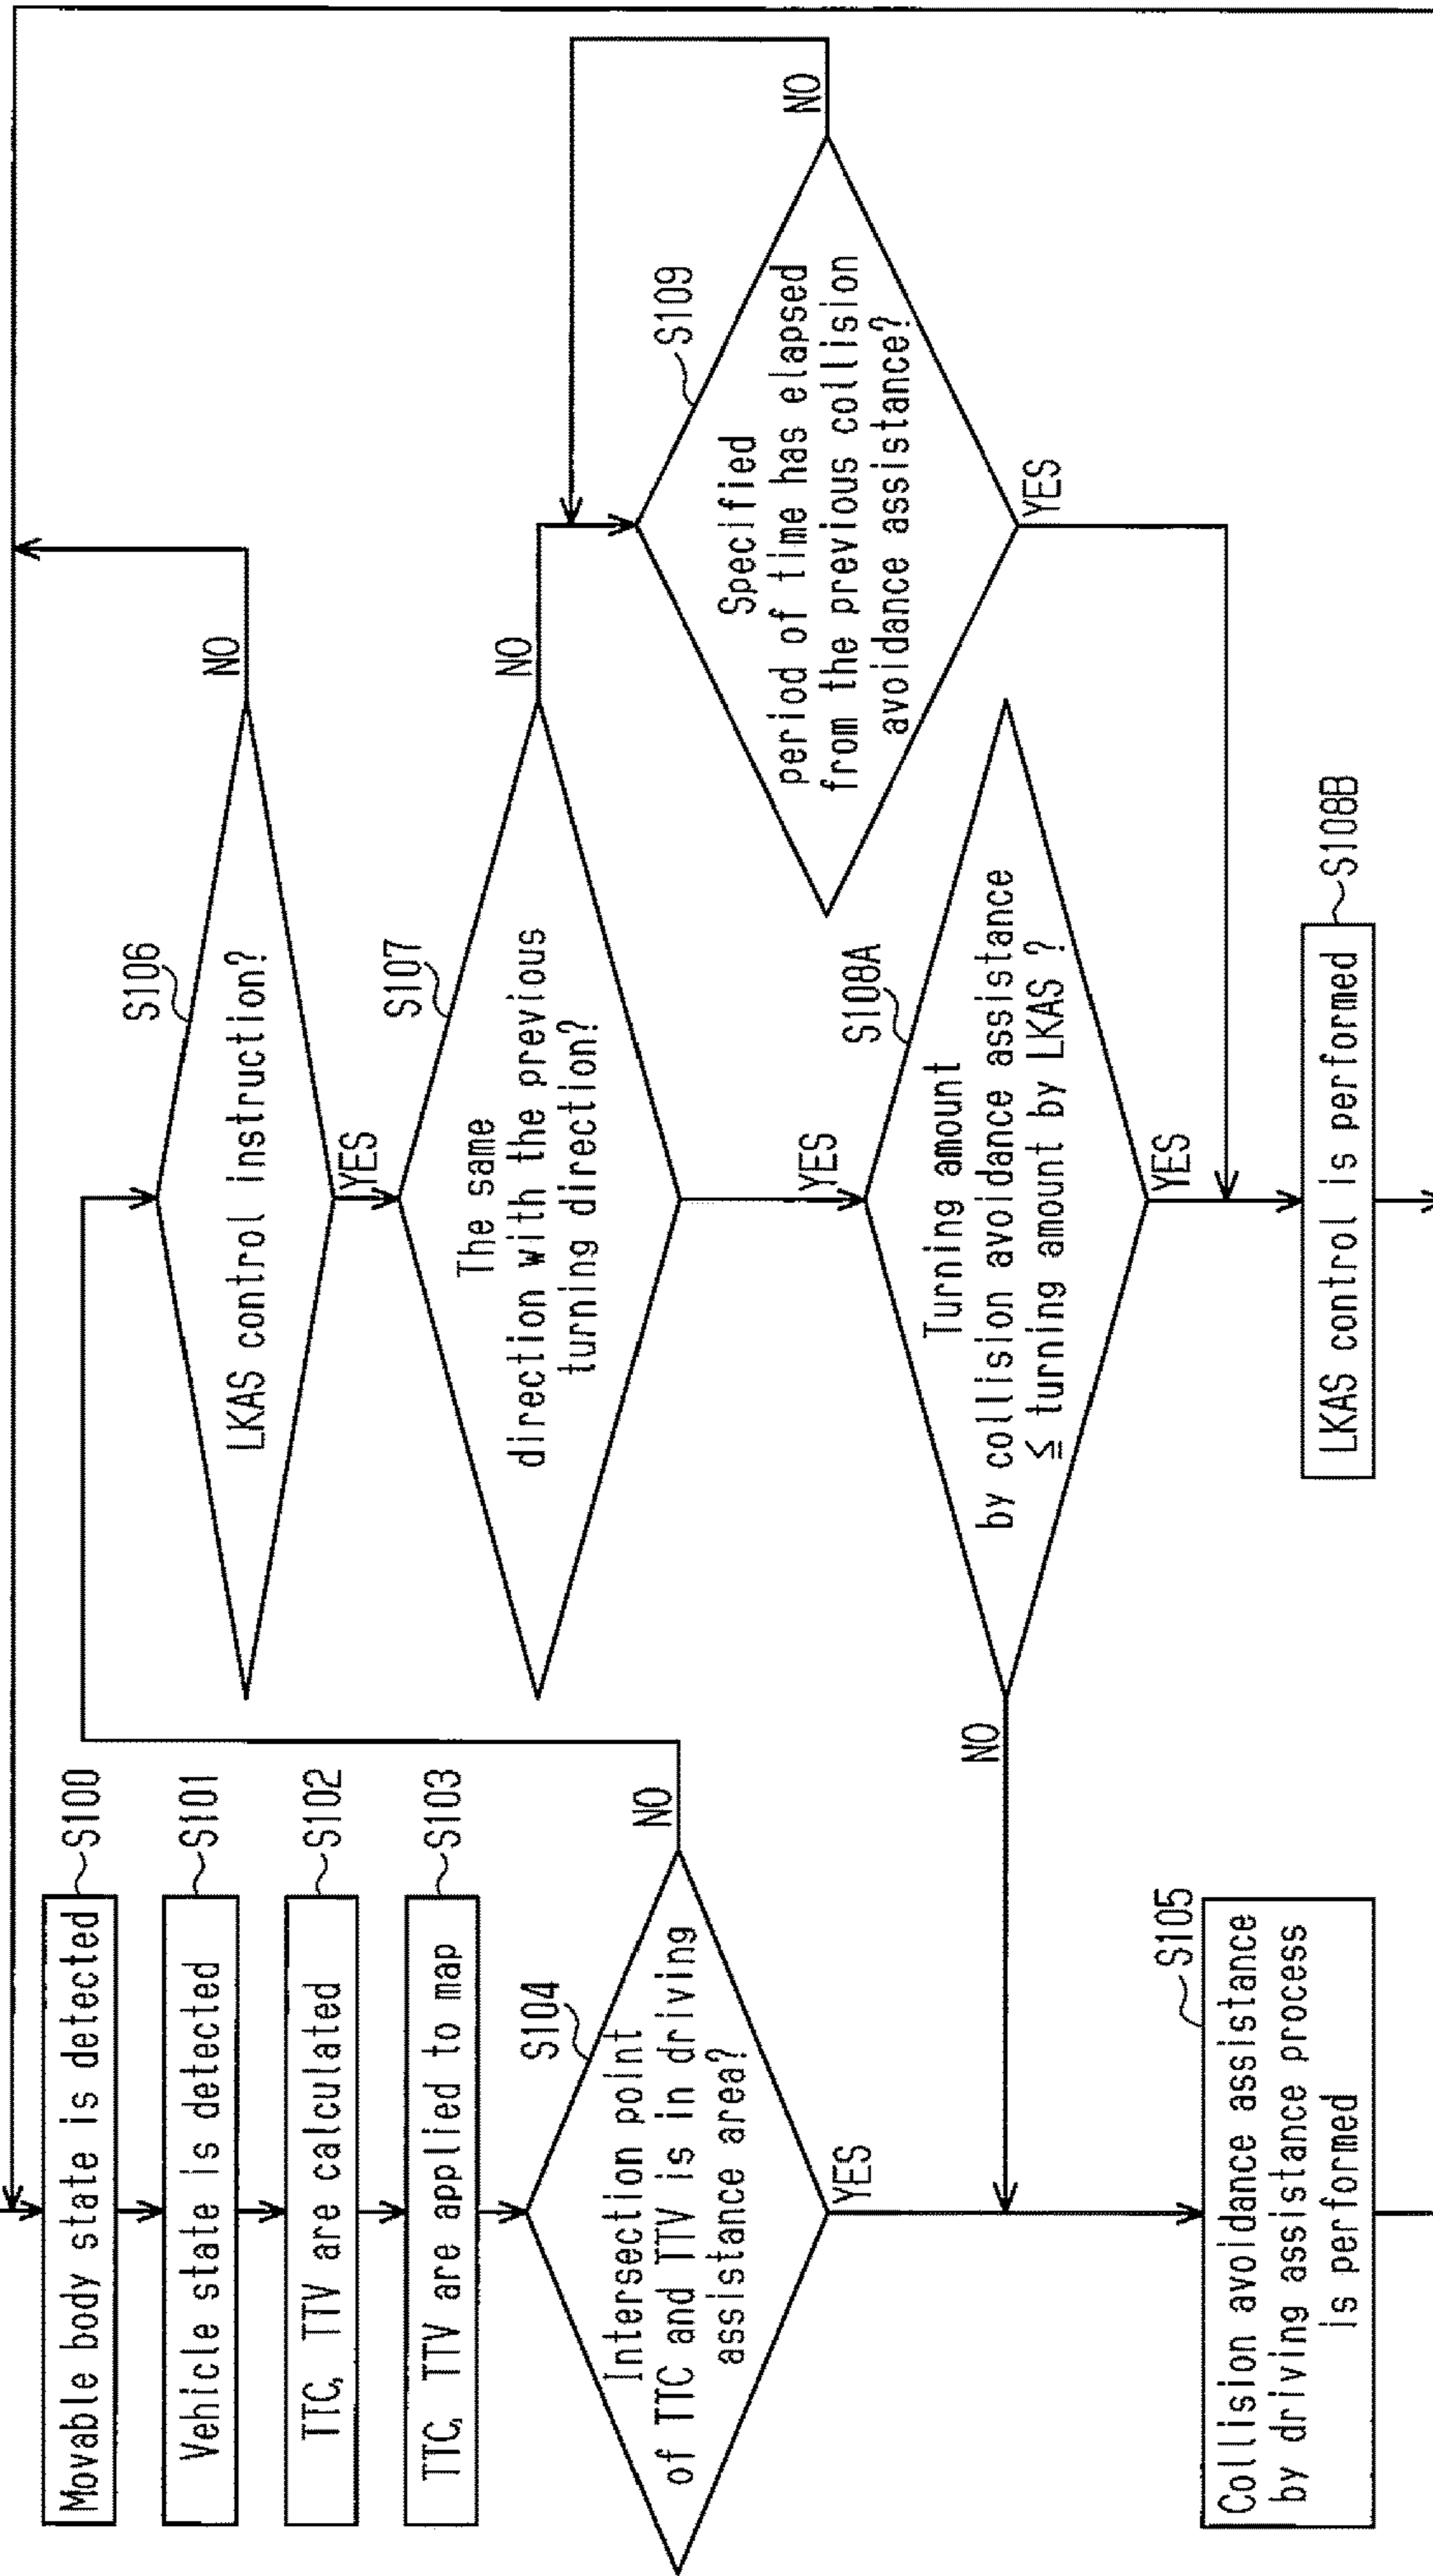 Movable body state is detected
S100
Vehicle state is detected
S101
TTC, TTV are calculated
S102
TTC, TTV are applied to map
S103
S104
Intersection point
of TTC and TTV is in driving
assistance area?
NO
YES
S105
Collision avoidance assistance
by driving assistance process
is performed
S106
LKAS control instruction?
NO
YES
S107
The same
direction with the previous
turning direction?
NO
YES
S108A
Turning amount
by collision avoidance assistance
≦ turning amount by LKAS ?
NO
YES
S109
Specified
period of time has elapsed
from the previous collision
avoidance assistance?
NO
YES
S108B
LKAS control is performed